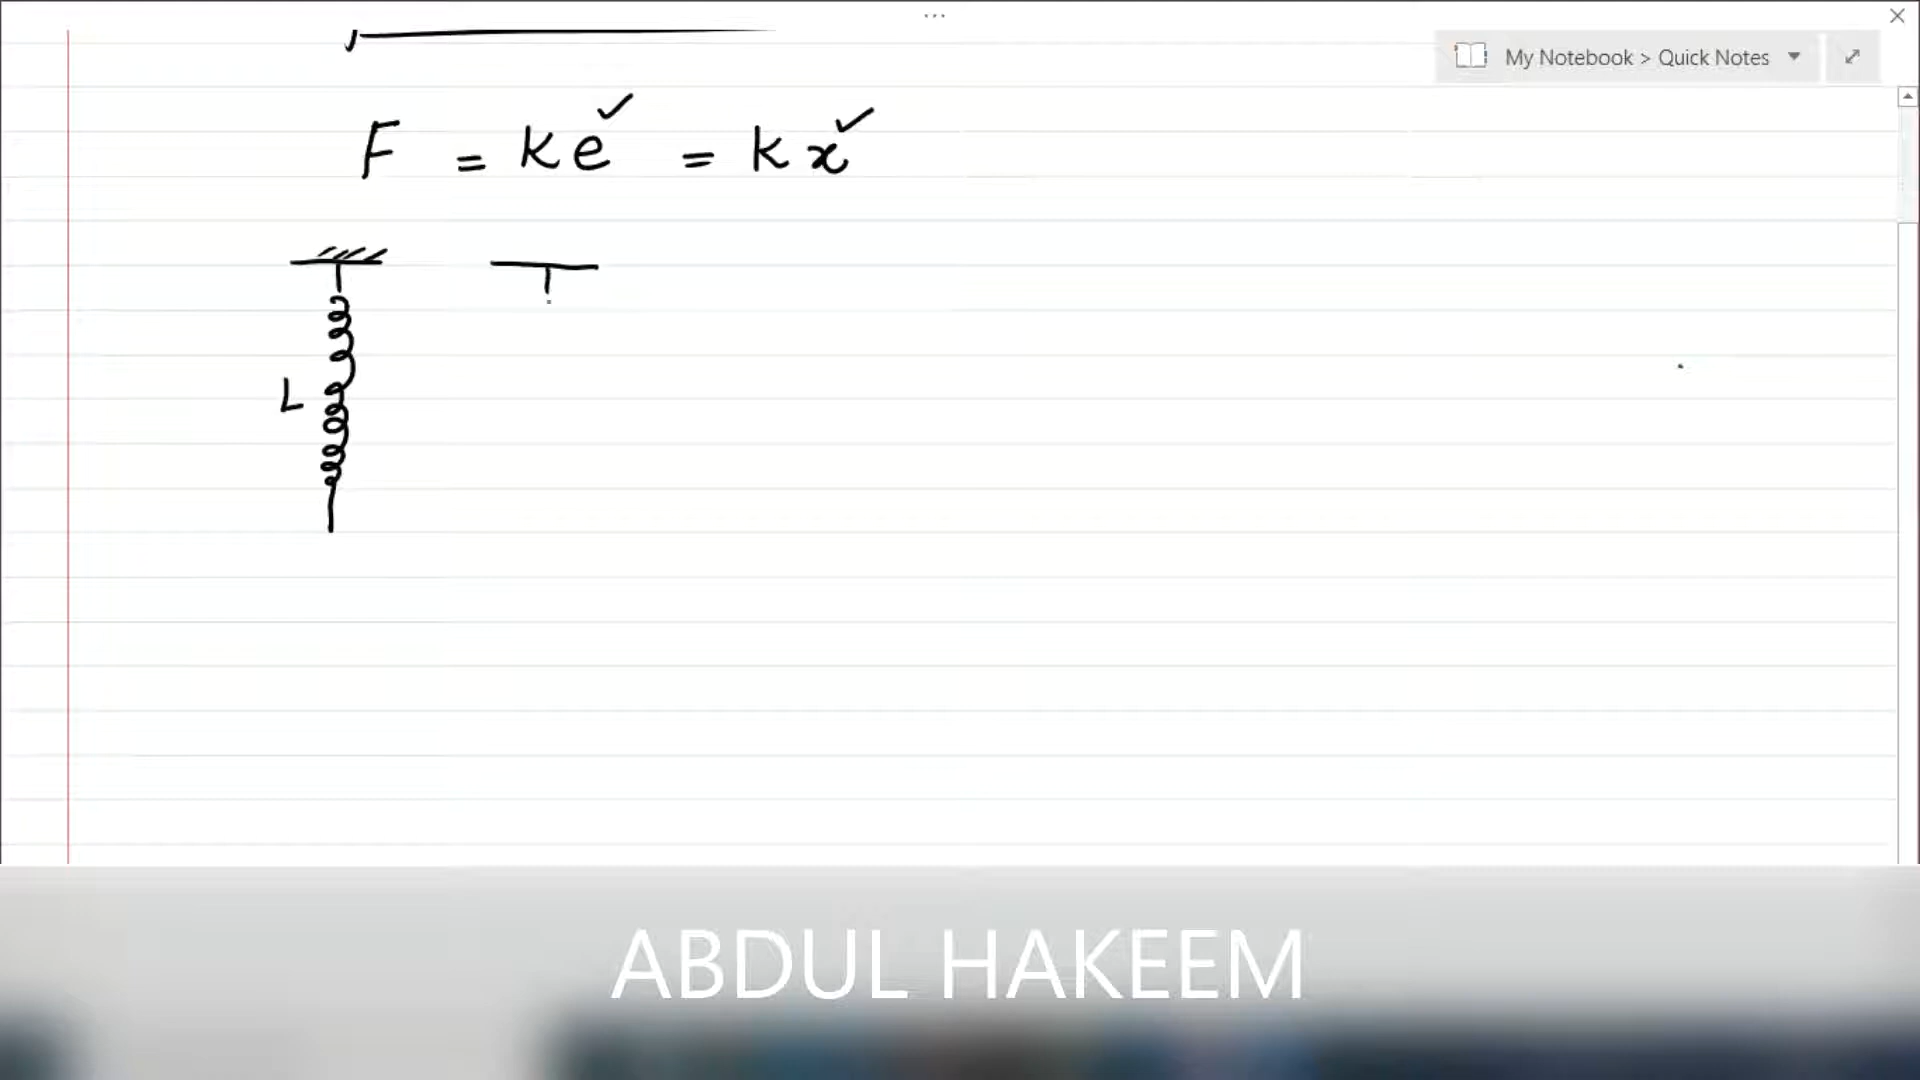 My Notebook > Quick Notes
F = ke = kx
L
ABDUL HAKEEM